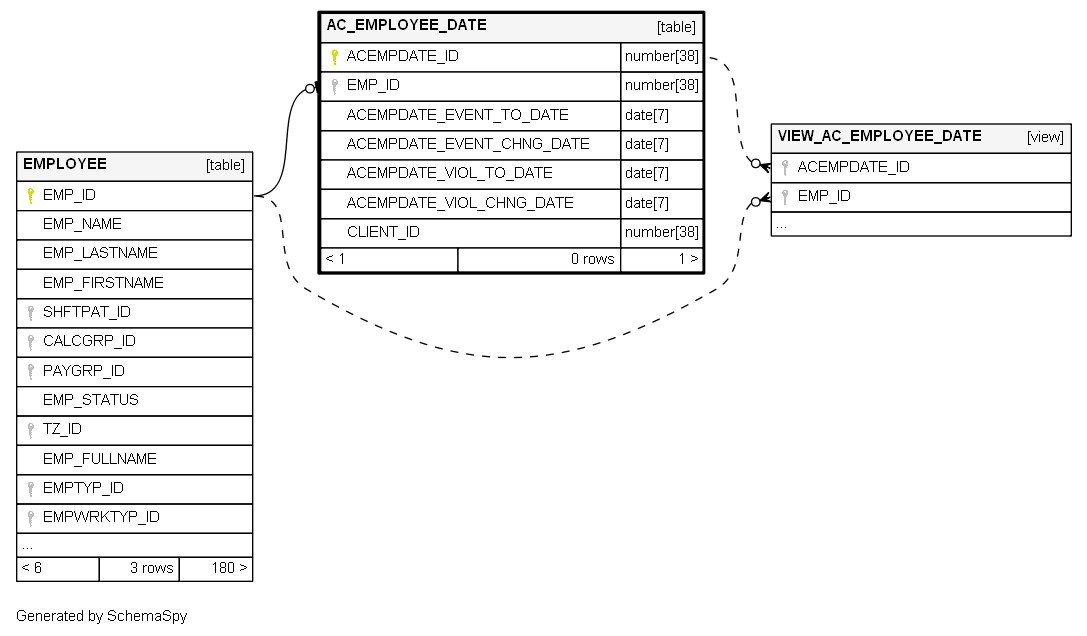 AC_EMPLOYEE_DATE [table]
ACEMPDATE_ID number[38]
EMP_ID number[38]
ACEMPDATE_EVENT_TO_DATE date[7]
ACEMPDATE_EVENT_CHNG_DATE date[7]
ACEMPDATE_VIOL_TO_DATE date[7]
ACEMPDATE_VIOL_CHNG_DATE date[7]
CLIENT_ID number[38]
< 1 0 rows 1 >
VIEW_AC_EMPLOYEE_DATE [view]
ACEMPDATE_ID
EMP_ID
...
EMPLOYEE [table]
EMP_ID
EMP_NAME
EMP_LASTNAME
EMP_FIRSTNAME
SHFTPAT_ID
CALCGRP_ID
PAYGRP_ID
EMP_STATUS
TZ_ID
EMP_FULLNAME
EMPTYP_ID
EMPWRKTYP_ID
...
< 6 3 rows 180 >
Generated by SchemaSpy